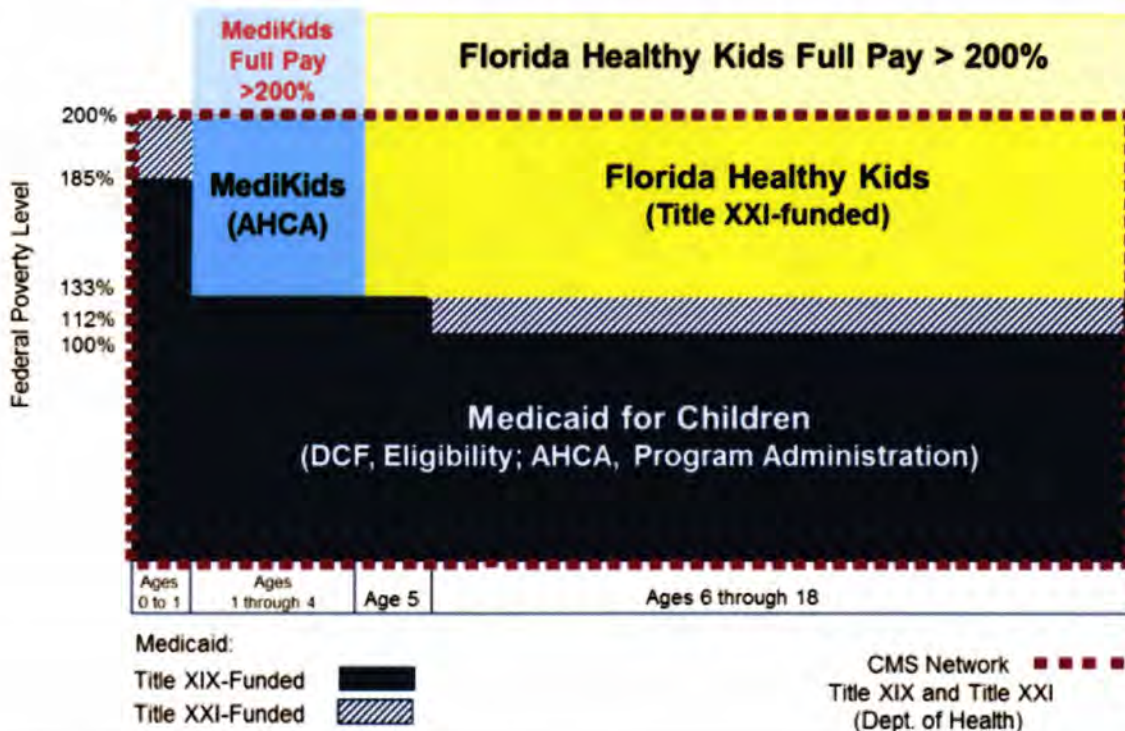 MediKids
Full Pay
>200%
Florida Healthy Kids Full Pay > 200%
200%
185%
133%
112%
100%
Federal Poverty Level
MediKids
(AHCA)
Florida Healthy Kids
(Title XXI-funded)
Medicaid for Children
(DCF, Eligibility; AHCA, Program Administration)
Ages
0 to 1
Ages
1 through 4
Age 5
Ages 6 through 18
Medicaid:
Title XIX-Funded
Title XXI-Funded
CMS Network
Title XIX and Title XXI
(Dept. of Health)